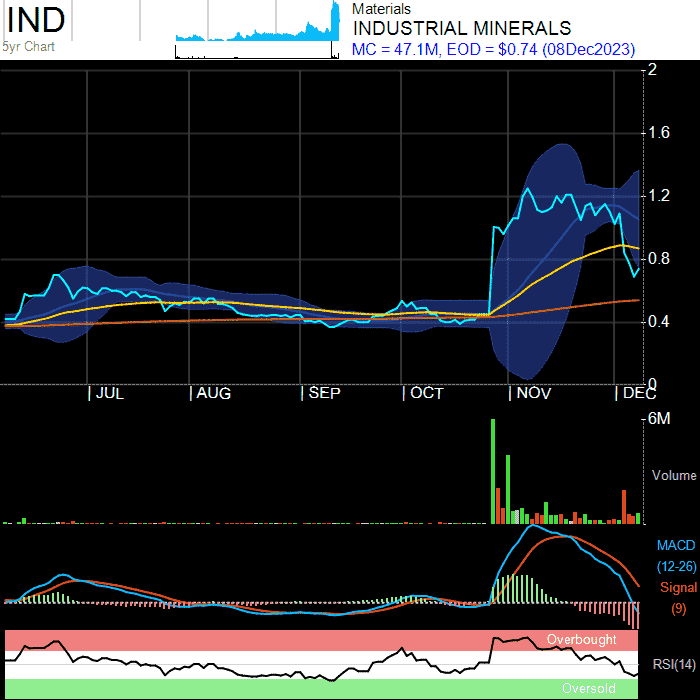 IND
5yr Chart
Materials
INDUSTRIAL MINERALS
MC = 47.1M, EOD = $0.74 (08Dec2023)
2
1.6
1.2
0.8
0.4
0
JUL AUG SEP OCT NOV DEC
6M
Volume
MACD
(12-26)
Signal
(9)
Overbought
RSI(14)
Oversold